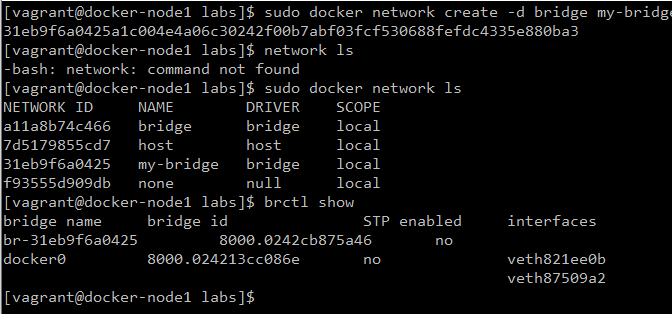 [vagrant@docker-node1 labs]$ sudo docker network create -d bridge my-bridge
31eb9f6a0425a1c004e4a06c30242f00b7abf03fcf530688fefdc4335e880ba3
[vagrant@docker-node1 labs]$ network ls
-bash: network: command not found
[vagrant@docker-node1 labs]$ sudo docker network ls
NETWORK ID NAME DRIVER SCOPE
a11a8b74c466 bridge bridge local
7d5179855cd7 host host local
31eb9f6a0425 my-bridge bridge local
f93555d909db none null local
[vagrant@docker-node1 labs]$ brctl show
bridge name bridge id STP enabled interfaces
br-31eb9f6a0425 8000.0242cb875a46 no
docker0 8000.024213cc086e no veth821ee0b
veth87509a2
[vagrant@docker-node1 labs]$